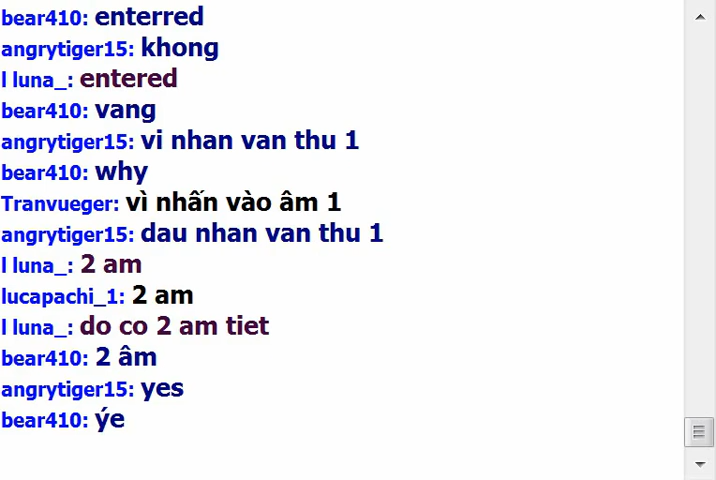 bear410: enterred
angrytiger15: khong
l luna_: entered
bear410: vang
angrytiger15: vi nhan van thu 1
bear410: why
Tranvueger: vì nhấn vào âm 1
angrytiger15: dau nhan van thu 1
l luna_: 2 am
lucapachi_1: 2 am
l luna_: do co 2 am tiet
bear410: 2 âm
angrytiger15: yes
bear410: ýe